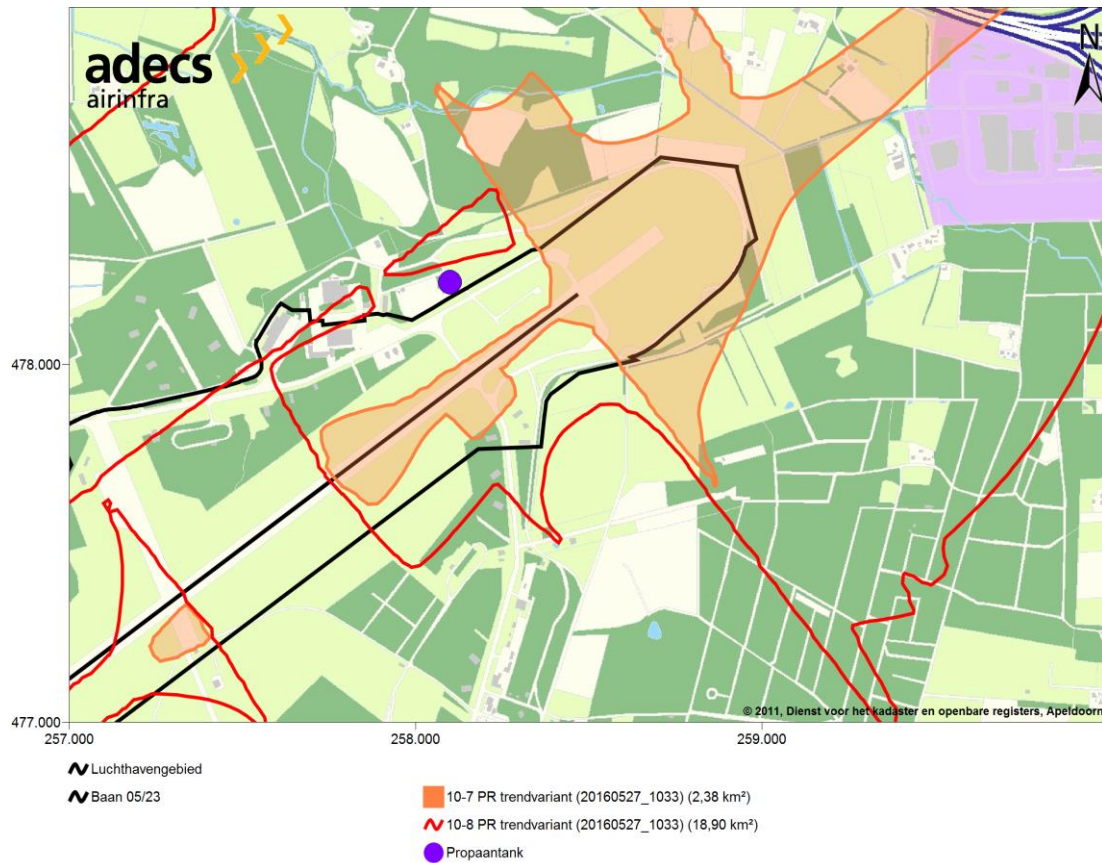 adecs
airinfra
N
478.000
477.000
© 2011, Dienst voor het kadaster en openbare registers, Apeldoorn
257.000
258.000
259.000
Luchthavengebied
Baan 05/23
10-7 PR trendvariant (20160527_1033) (2,38 km²)
10-8 PR trendvariant (20160527_1033) (18,90 km²)
Propaantank